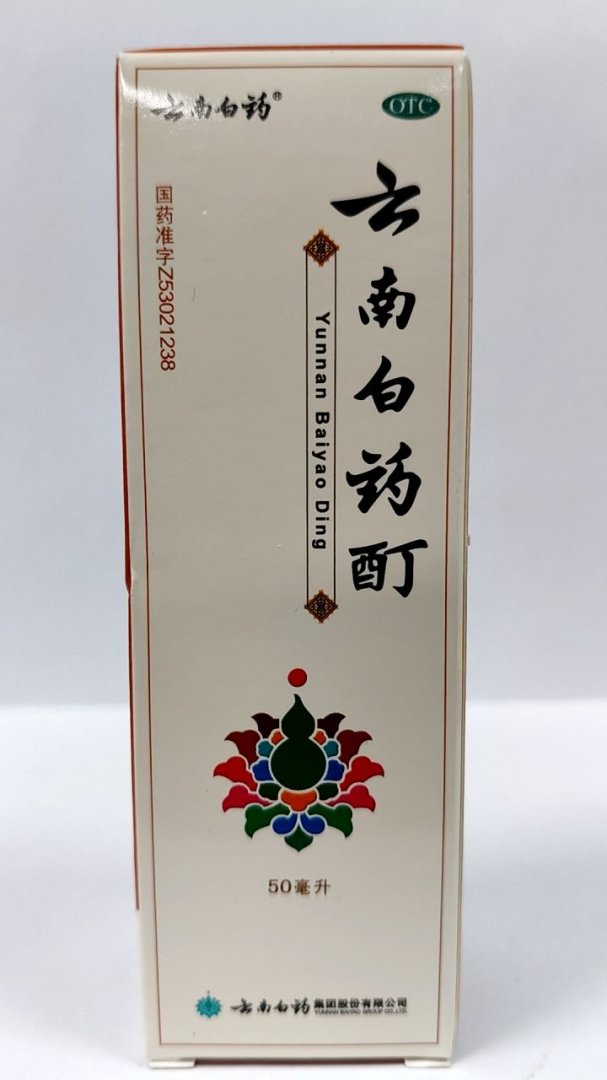 云南白药®
OTC
国药准字Z53021238
云南白药酊
Yunnan Baiyao Ding
50毫升
云南白药集团股份有限公司
YUNNAN BAIYAO GROUP CO.,LTD.